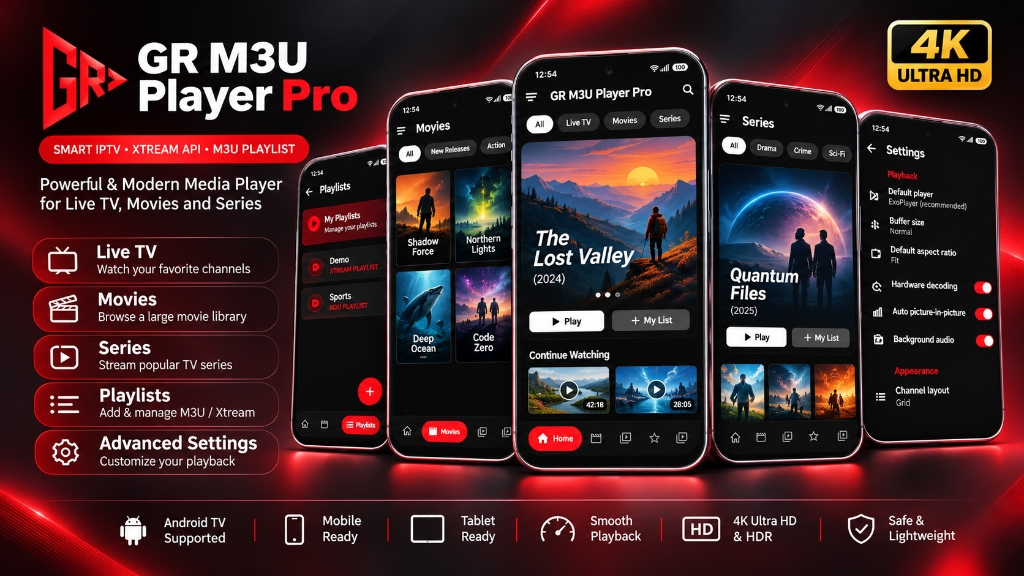 GR
GR M3U
Player Pro
SMART IPTV • XTREAM API • M3U PLAYLIST
Powerful & Modern Media Player
for Live TV, Movies and Series
Live TV
Watch your favorite channels
Movies
Browse a large movie library
Series
Stream popular TV series
Playlists
Add & manage M3U / Xtream
Advanced Settings
Customize your playback
4K
ULTRA HD
12:54
Playlists
My Playlists
Manage your playlists
Demo
XTREAM PLAYLIST
Sports
M3U PLAYLIST
+
Playlists
12:54
Movies
All New Releases Action
Shadow
Force
Northern
Lights
Deep
Ocean
Code
Zero
Movies
12:54 100
GR M3U Player Pro
All Live TV Movies Series
The
Lost Valley
(2024)
Play + My List
Continue Watching
42:18 28:05
Home
12:54 100
Series
All Drama Crime Sci-Fi
Quantum
Files
(2025)
Play + My List
12:54 100
Settings
Playback
Default player
ExoPlayer (recommended)
Buffer size
Normal
Default aspect ratio
Fit
Hardware decoding
Auto picture-in-picture
Background audio
Appearance
Channel layout
Grid
Android TV
Supported
Mobile
Ready
Tablet
Ready
Smooth
Playback
HD
4K Ultra HD
& HDR
Safe &
Lightweight